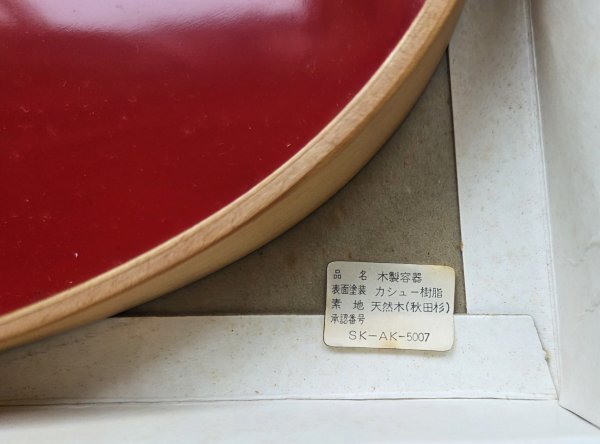 品 名 木製容器
表面塗装 カシュー樹脂
素 地 天然木(秋田杉)
承認番号
SK-AK-5007